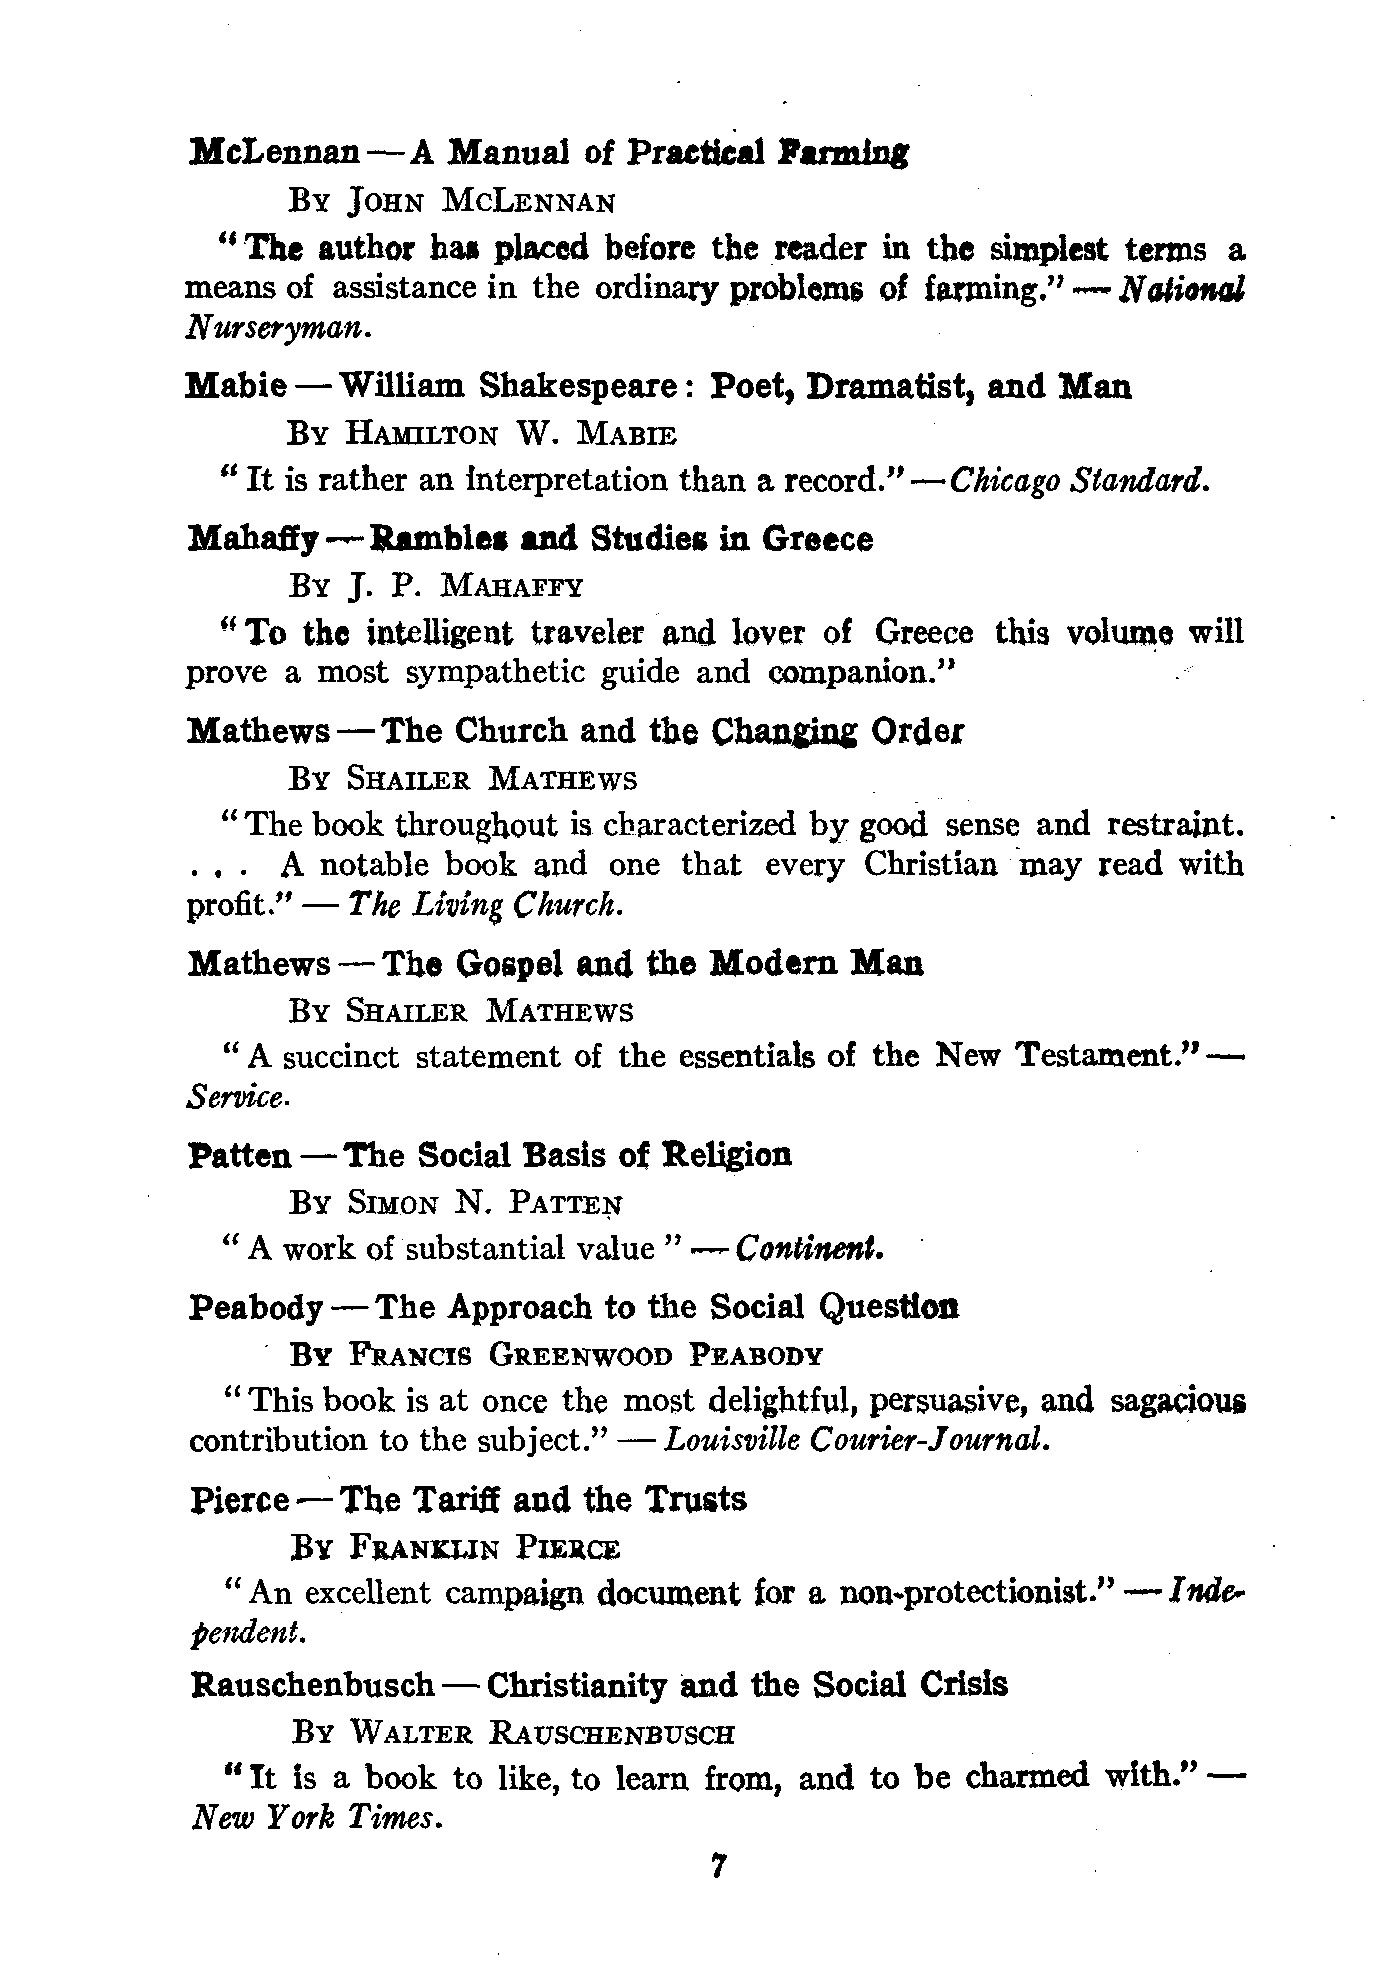 McLennan — A Manual of Practical Farming
By John McLennan
"The author has placed before the reader in the simplest terms a
means of assistance in the ordinary problems of farming." — National
Nurseryman.
Mabie — William Shakespeare: Poet, Dramatist, and Man
By Hamilton W. Mabie
"It is rather an interpretation than a record." — Chicago Standard.
Mahaffy — Rambles and Studies in Greece
By J. P. Mahaffy
"To the intelligent traveler and lover of Greece this volume will
prove a most sympathetic guide and companion."
Mathews — The Church and the Changing Order
By Shailer Mathews
"The book throughout is characterized by good sense and restraint.
. . . A notable book and one that every Christian may read with
profit." — The Living Church.
Mathews — The Gospel and the Modern Man
By Shailer Mathews
"A succinct statement of the essentials of the New Testament." —
Service.
Patten — The Social Basis of Religion
By Simon N. Patten
"A work of substantial value" — Continent.
Peabody — The Approach to the Social Question
By Francis Greenwood Peabody
"This book is at once the most delightful, persuasive, and sagacious
contribution to the subject." — Louisville Courier-Journal.
Pierce — The Tariff and the Trusts
By Franklin Pierce
"An excellent campaign document for a non-protectionist." — Inde-
pendent.
Rauschenbusch — Christianity and the Social Crisis
By Walter Rauschenbusch
"It is a book to like, to learn from, and to be charmed with." —
New York Times.
7